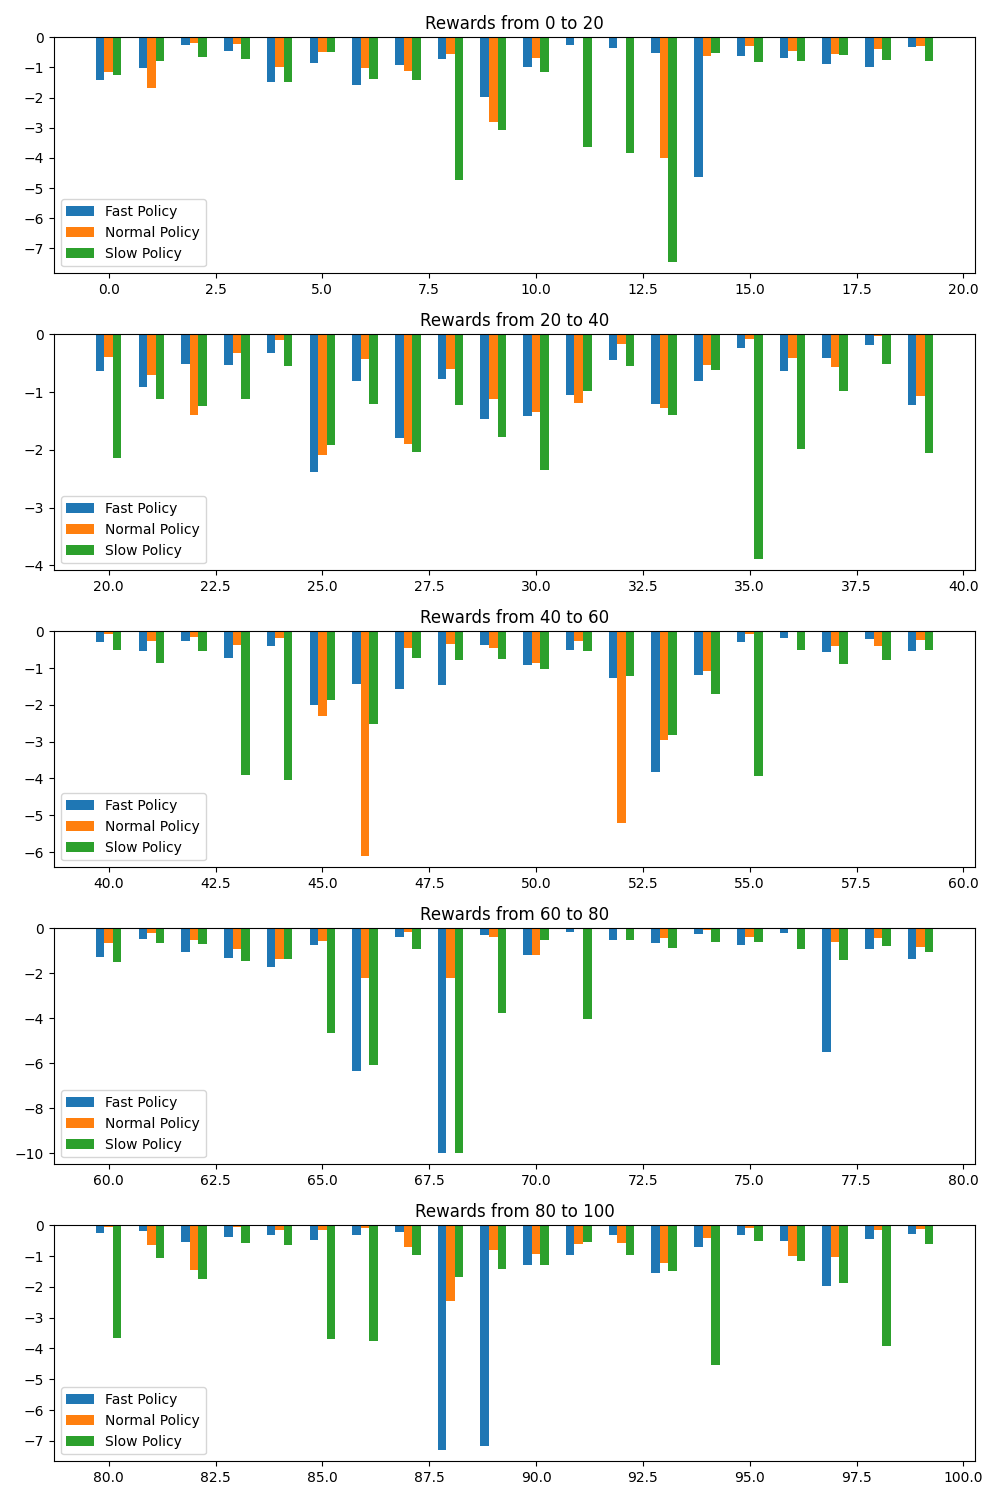 Rewards from 0 to 20
0
−1
−2
−3
−4
−5
−6
−7
Fast Policy
Normal Policy
Slow Policy
0.0 2.5 5.0 7.5 10.0 12.5 15.0 17.5 20.0
Rewards from 20 to 40
0
−1
−2
−3
−4
Fast Policy
Normal Policy
Slow Policy
20.0 22.5 25.0 27.5 30.0 32.5 35.0 37.5 40.0
Rewards from 40 to 60
0
−1
−2
−3
−4
−5
−6
Fast Policy
Normal Policy
Slow Policy
40.0 42.5 45.0 47.5 50.0 52.5 55.0 57.5 60.0
Rewards from 60 to 80
0
−2
−4
−6
−8
−10
Fast Policy
Normal Policy
Slow Policy
60.0 62.5 65.0 67.5 70.0 72.5 75.0 77.5 80.0
Rewards from 80 to 100
0
−1
−2
−3
−4
−5
−6
−7
Fast Policy
Normal Policy
Slow Policy
80.0 82.5 85.0 87.5 90.0 92.5 95.0 97.5 100.0